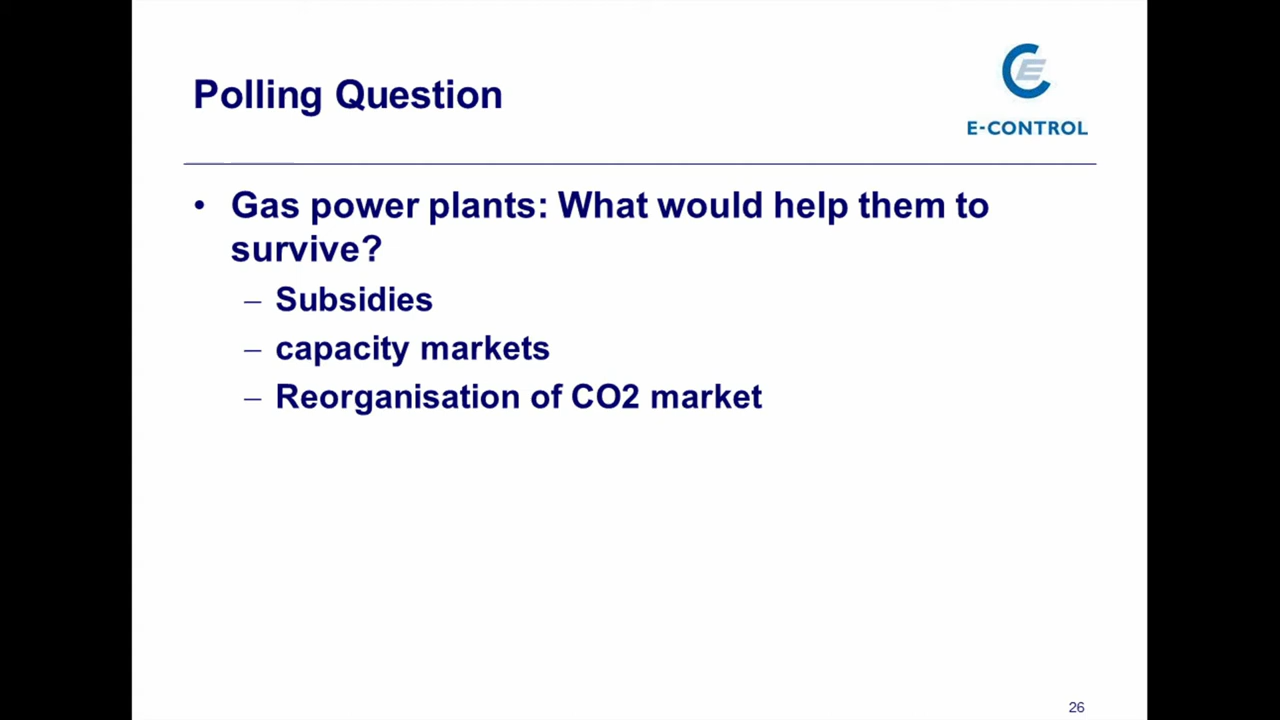 Polling Question
E-CONTROL
• Gas power plants: What would help them to
survive?
– Subsidies
– capacity markets
– Reorganisation of CO2 market
26